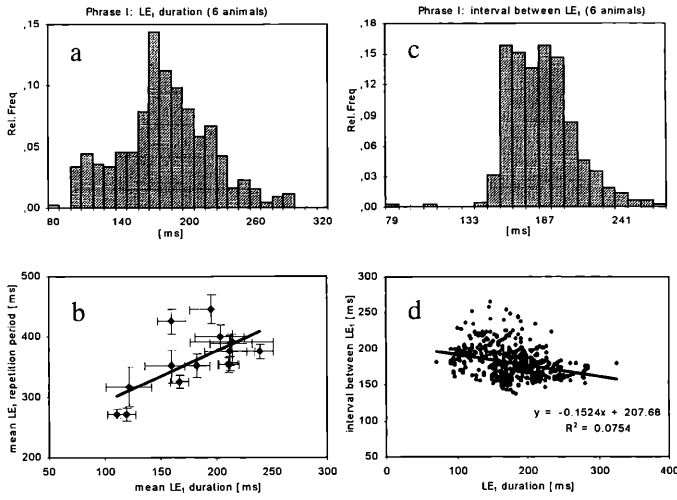 Phrase I: LE₁ duration (6 animals)
a
Rel.Freq
,15
,10
,05
,00
80 140 200 260 320
[ms]
Phrase I: interval between LE₁ (6 animals)
c
Rel.Freq
,18
,15
,12
,09
,06
,03
,00
79 133 187 241
[ms]
b
mean LE₁ repetition period [ms]
500
400
300
200
50 100 150 200 250 300
mean LE₁ duration [ms]
d
interval between LE₁ [ms]
300
250
200
150
100
50
y = -0.1524x + 207.68
R² = 0.0754
0 100 200 300 400
LE₁ duration [ms]